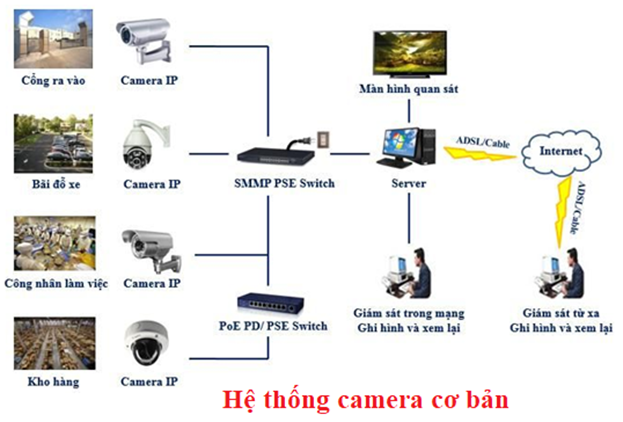 Cổng ra vào
Camera IP
Màn hình quan sát
ADSL/Cable
Internet
Bãi đỗ xe
Camera IP
SMMP PSE Switch
Server
ADSL/Cable
Công nhân làm việc
Camera IP
PoE PD/ PSE Switch
Giám sát trong mạng
Ghi hình và xem lại
Giám sát từ xa
Ghi hình và xem lại
Kho hàng
Camera IP
Hệ thống camera cơ bản